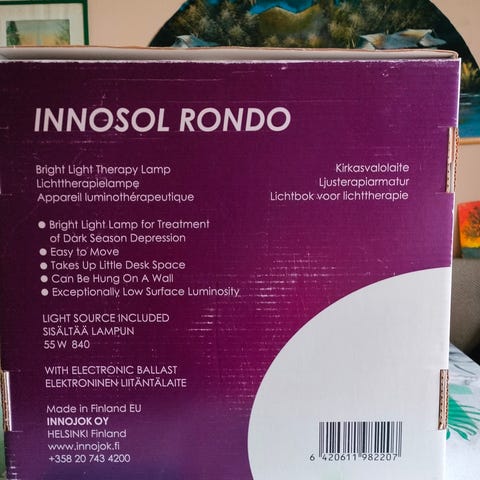 INNOSOL RONDO
Bright Light Therapy Lamp
Lichttherapielampe
Appareil luminothérapeutique
Kirkasvalolaite
Ljusterapiarmatur
Lichtbok voor lichttherapie
● Bright Light Lamp for Treatment
of Dark Season Depression
● Easy to Move
● Takes Up Little Desk Space
● Can Be Hung On A Wall
● Exceptionally Low Surface Luminosity
LIGHT SOURCE INCLUDED
SISÄLTÄÄ LAMPUN
55 W 840
WITH ELECTRONIC BALLAST
ELEKTRONINEN LIITÄNTÄLAITE
Made in Finland EU
INNOJOK OY
HELSINKI Finland
www.innojok.fi
+358 20 743 4200
6 420611 982207